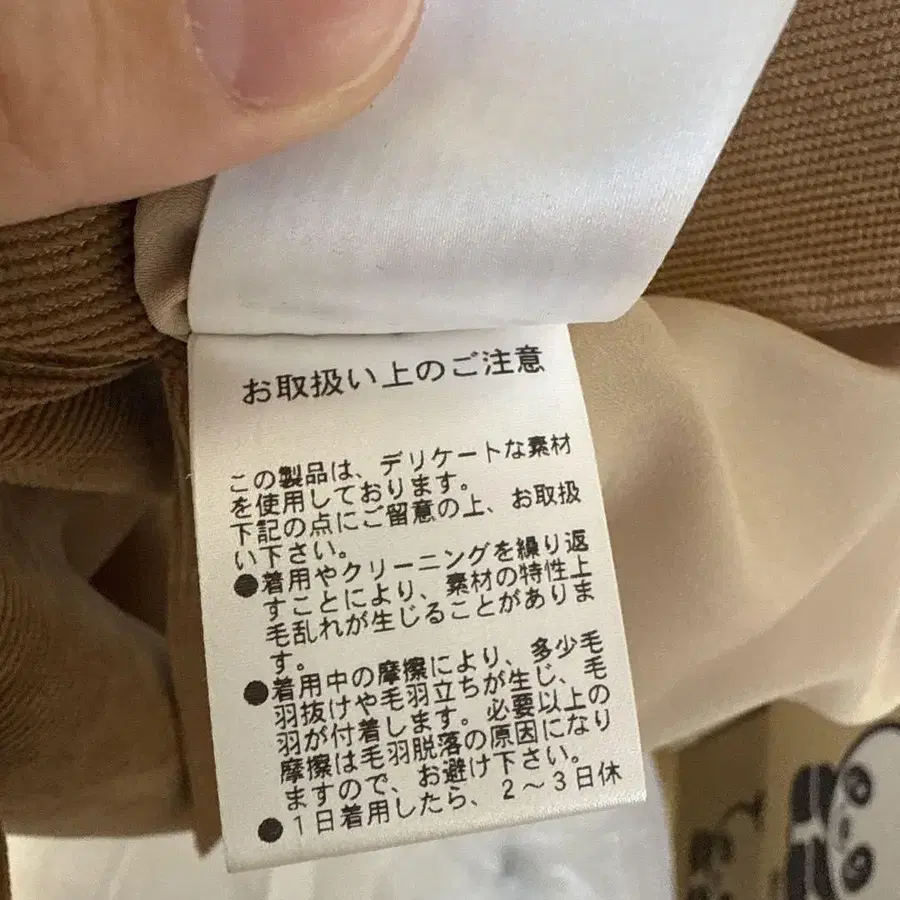 お取扱い上のご注意
この製品は、デリケートな素材
を使用しております。
下記の点にご留意の上、お取扱
い下さい。
●着用やクリーニングを繰り返
すことにより、素材の特性上
毛乱れが生じることがありま
す。
●着用中の摩擦により、多少毛
羽抜けや毛羽立ちが生じ、毛
羽が付着します。必要以上の
摩擦は毛羽脱落の原因になり
ますので、お避け下さい。
●1日着用したら、2〜3日休